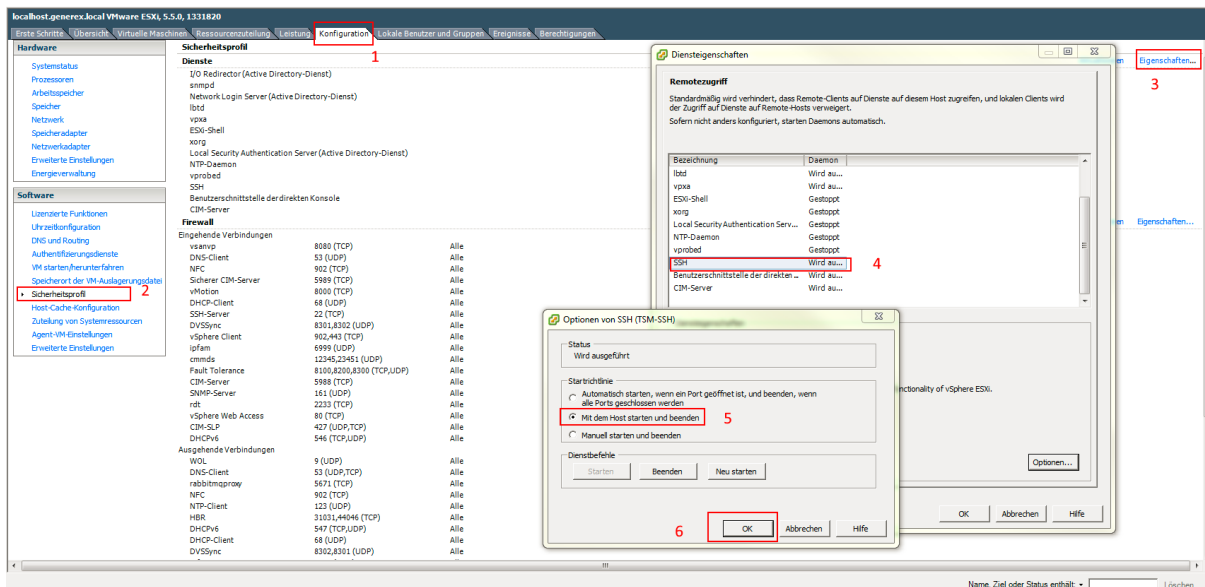 localhost.generex.local VMware ESXi, 5.5.0, 1331820
Erste Schritte Übersicht Virtuelle Maschinen Ressourcenzuteilung Leistung Konfiguration Lokale Benutzer und Gruppen Ereignisse Berechtigungen
1
Hardware
Systemstatus
Prozessoren
Arbeitsspeicher
Speicher
Netzwerk
Speicheradapter
Netzwerkadapter
Erweiterte Einstellungen
Energieverwaltung
Software
Lizenzierte Funktionen
Uhrzeitkonfiguration
DNS und Routing
Authentifizierungsdienste
VM starten/herunterfahren
Speicherort der VM-Auslagerungsdatei
Sicherheitsprofil
2
Host-Cache-Konfiguration
Zuteilung von Systemressourcen
Agent-VM-Einstellungen
Erweiterte Einstellungen
Sicherheitsprofil
Dienste
Eigenschaften...
3
I/O Redirector (Active Directory-Dienst)
snmpd
Network Login Server (Active Directory-Dienst)
lbtd
vpxa
ESXi-Shell
xorg
Local Security Authentication Server (Active Directory-Dienst)
NTP-Daemon
vprobed
SSH
Benutzerschnittstelle der direkten Konsole
CIM-Server
Firewall
Eigenschaften...
Eingehende Verbindungen
vsanvp 8080 (TCP) Alle
DNS-Client 53 (UDP) Alle
NFC 902 (TCP) Alle
Sicherer CIM-Server 5989 (TCP) Alle
vMotion 8000 (TCP) Alle
DHCP-Client 68 (UDP) Alle
SSH-Server 22 (TCP) Alle
DVSSync 8301,8302 (UDP) Alle
vSphere Client 902,443 (TCP) Alle
ipfam 6999 (UDP) Alle
cmmds 12345,23451 (UDP) Alle
Fault Tolerance 8100,8200,8300 (TCP,UDP) Alle
CIM-Server 5988 (TCP) Alle
SNMP-Server 161 (UDP) Alle
rdt 2233 (TCP) Alle
vSphere Web Access 80 (TCP) Alle
CIM-SLP 427 (UDP,TCP) Alle
DHCPv6 546 (TCP,UDP) Alle
Ausgehende Verbindungen
WOL 9 (UDP) Alle
DNS-Client 53 (UDP,TCP) Alle
rabbitmqproxy 5671 (TCP) Alle
NFC 902 (TCP) Alle
NTP-Client 123 (UDP) Alle
HBR 31031,44046 (TCP) Alle
DHCPv6 547 (TCP,UDP) Alle
DHCP-Client 68 (UDP) Alle
DVSSync 8302,8301 (UDP) Alle
Diensteigenschaften
Remotezugriff
Standardmäßig wird verhindert, dass Remote-Clients auf Dienste auf diesem Host zugreifen, und lokalen Clients wird
der Zugriff auf Dienste auf Remote-Hosts verweigert.
Sofern nicht anders konfiguriert, starten Daemons automatisch.
Bezeichnung Daemon
lbtd Wird au...
vpxa Wird au...
ESXi-Shell Gestoppt
xorg Gestoppt
Local Security Authentication Serv... Gestoppt
NTP-Daemon Gestoppt
vprobed Gestoppt
SSH Wird au...
4
Benutzerschnittstelle der direkten ... Wird au...
CIM-Server Wird au...
nctionality of vSphere ESXi.
Optionen...
OK Abbrechen Hilfe
Optionen von SSH (TSM-SSH)
Status
Wird ausgeführt
Startrichtlinie
Automatisch starten, wenn ein Port geöffnet ist, und beenden, wenn
alle Ports geschlossen werden
Mit dem Host starten und beenden
5
Manuell starten und beenden
Dienstbefehle
Starten Beenden Neu starten
6
OK Abbrechen Hilfe
Name, Ziel oder Status enthält: Löschen